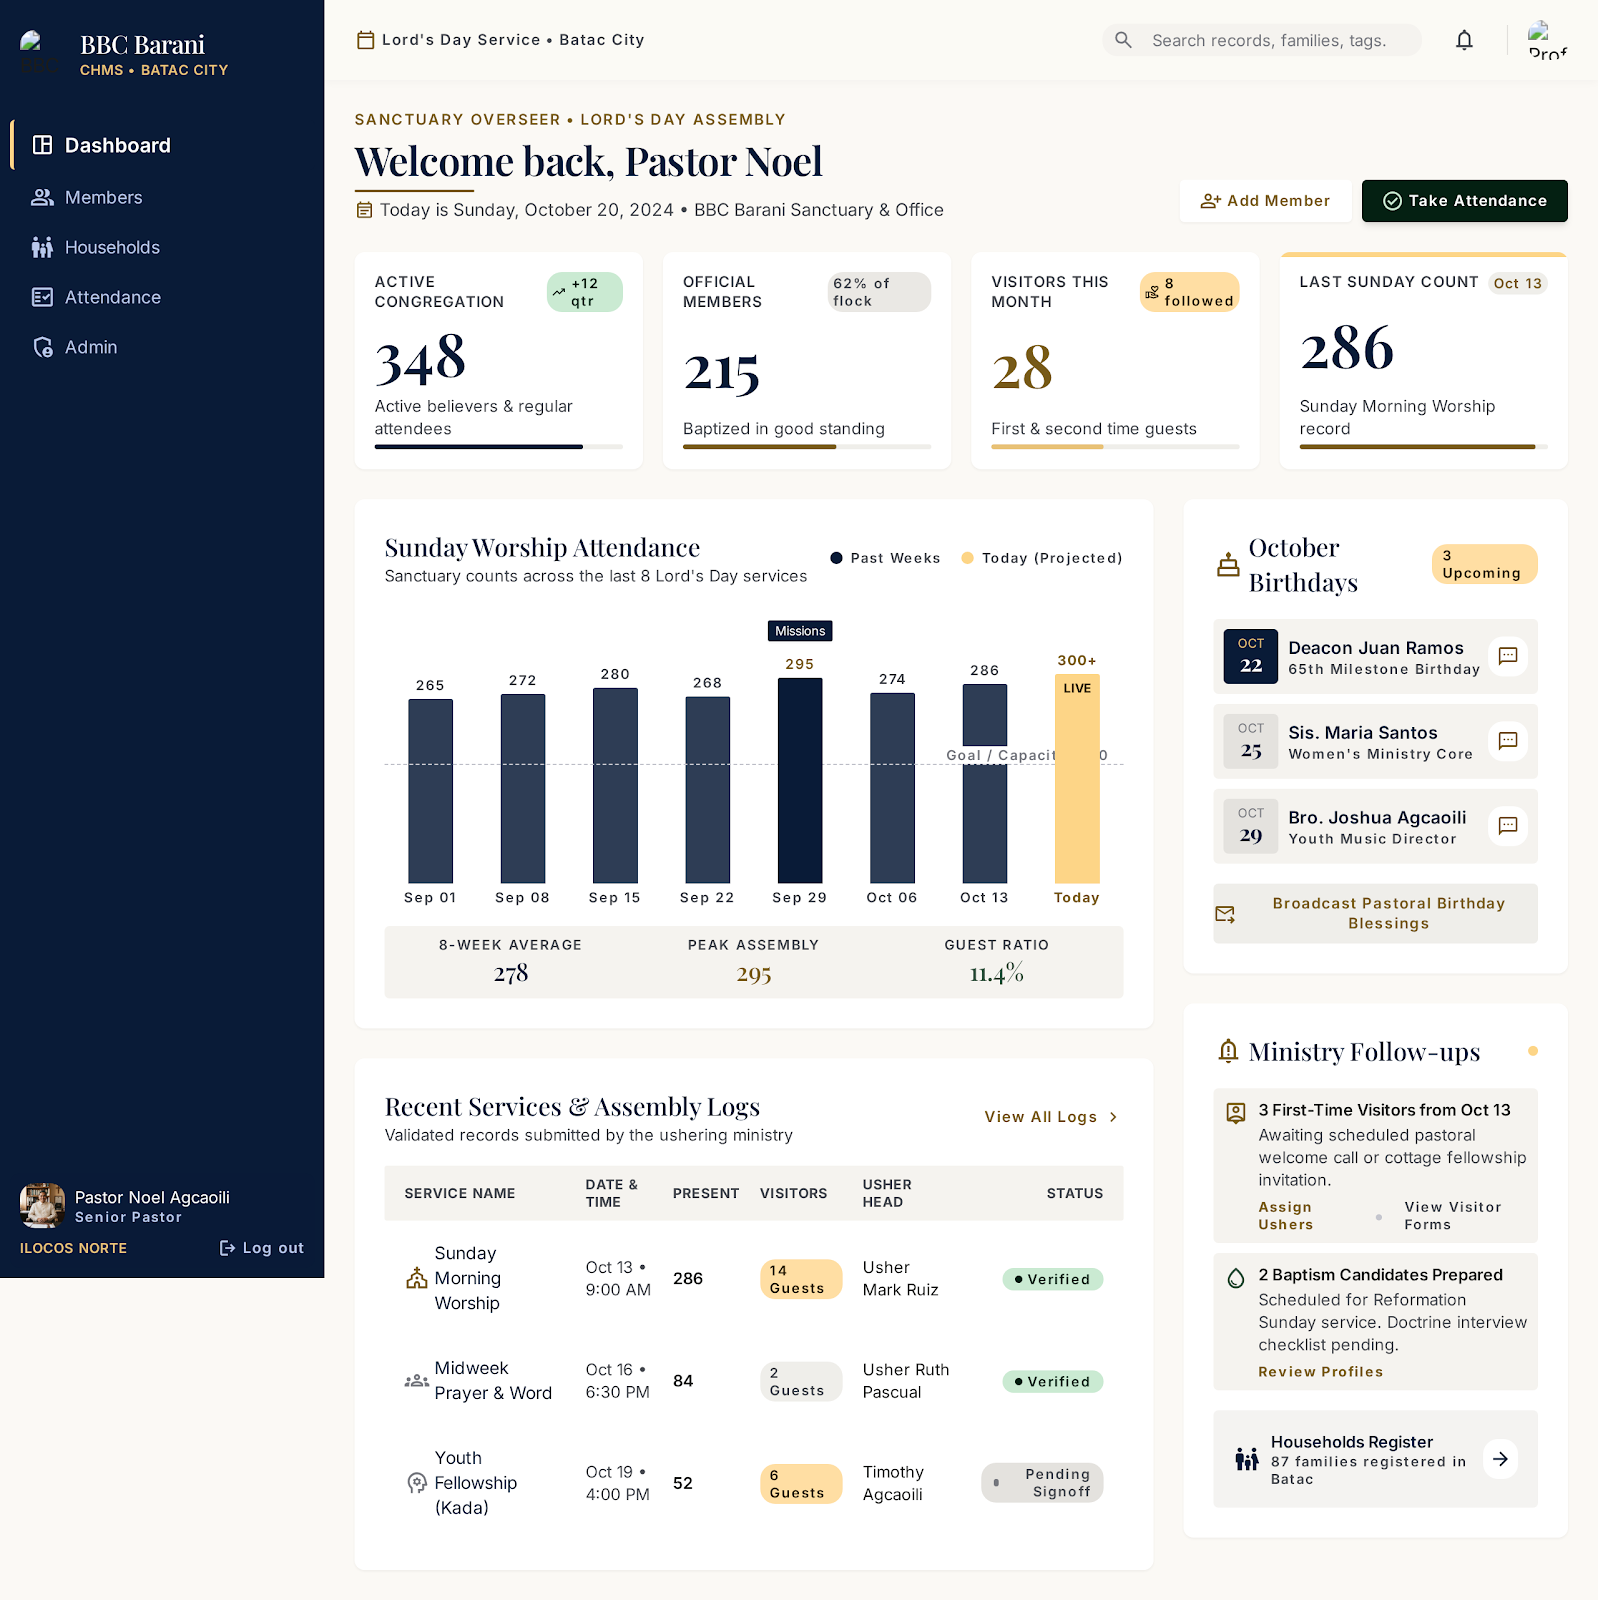 BBC Barani
CHMS • BATAC CITY
Dashboard
Members
Households
Attendance
Admin
Pastor Noel Agcaoili
Senior Pastor
ILOCOS NORTE
Log out
Lord's Day Service • Batac City
Search records, families, tags.
Prof
SANCTUARY OVERSEER • LORD'S DAY ASSEMBLY
Welcome back, Pastor Noel
Today is Sunday, October 20, 2024 • BBC Barani Sanctuary & Office
Add Member
Take Attendance
ACTIVE
CONGREGATION
+12
qtr
348
Active believers & regular
attendees
OFFICIAL
MEMBERS
62% of
flock
215
Baptized in good standing
VISITORS THIS
MONTH
8
followed
28
First & second time guests
LAST SUNDAY COUNT
Oct 13
286
Sunday Morning Worship
record
Sunday Worship Attendance
Sanctuary counts across the last 8 Lord's Day services
Past Weeks
Today (Projected)
Missions
265
272
280
268
295
274
286
300+
LIVE
Goal / Capacit
0
Sep 01
Sep 08
Sep 15
Sep 22
Sep 29
Oct 06
Oct 13
Today
8-WEEK AVERAGE
278
PEAK ASSEMBLY
295
GUEST RATIO
11.4%
October
Birthdays
3
Upcoming
OCT
22
Deacon Juan Ramos
65th Milestone Birthday
OCT
25
Sis. Maria Santos
Women's Ministry Core
OCT
29
Bro. Joshua Agcaoili
Youth Music Director
Broadcast Pastoral Birthday
Blessings
Recent Services & Assembly Logs
Validated records submitted by the ushering ministry
View All Logs
SERVICE NAME
DATE &
TIME
PRESENT
VISITORS
USHER
HEAD
STATUS
Sunday
Morning
Worship
Oct 13 •
9:00 AM
286
14
Guests
Usher
Mark Ruiz
Verified
Midweek
Prayer & Word
Oct 16 •
6:30 PM
84
2
Guests
Usher Ruth
Pascual
Verified
Youth
Fellowship
(Kada)
Oct 19 •
4:00 PM
52
6
Guests
Timothy
Agcaoili
Pending
Signoff
Ministry Follow-ups
3 First-Time Visitors from Oct 13
Awaiting scheduled pastoral
welcome call or cottage fellowship
invitation.
Assign
Ushers
View Visitor
Forms
2 Baptism Candidates Prepared
Scheduled for Reformation
Sunday service. Doctrine interview
checklist pending.
Review Profiles
Households Register
87 families registered in
Batac